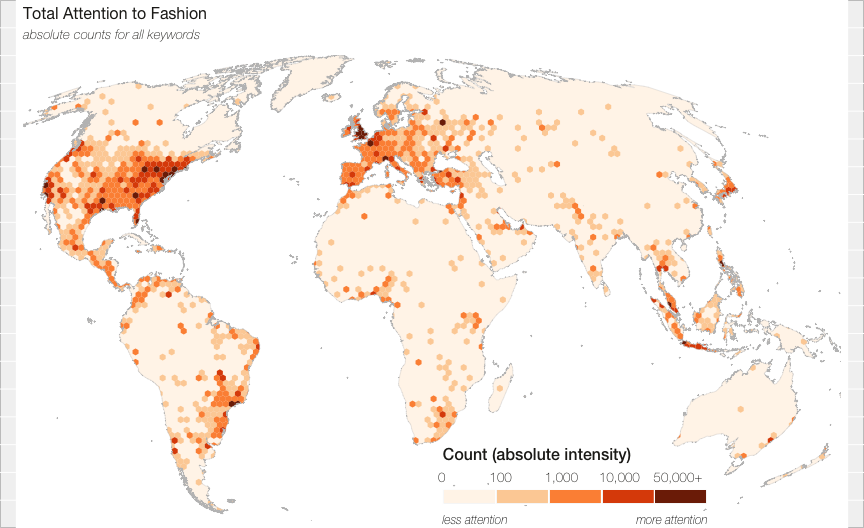 Total Attention to Fashion
absolute counts for all keywords
Count (absolute intensity)
0 100 1,000 10,000 50,000+
less attention more attention